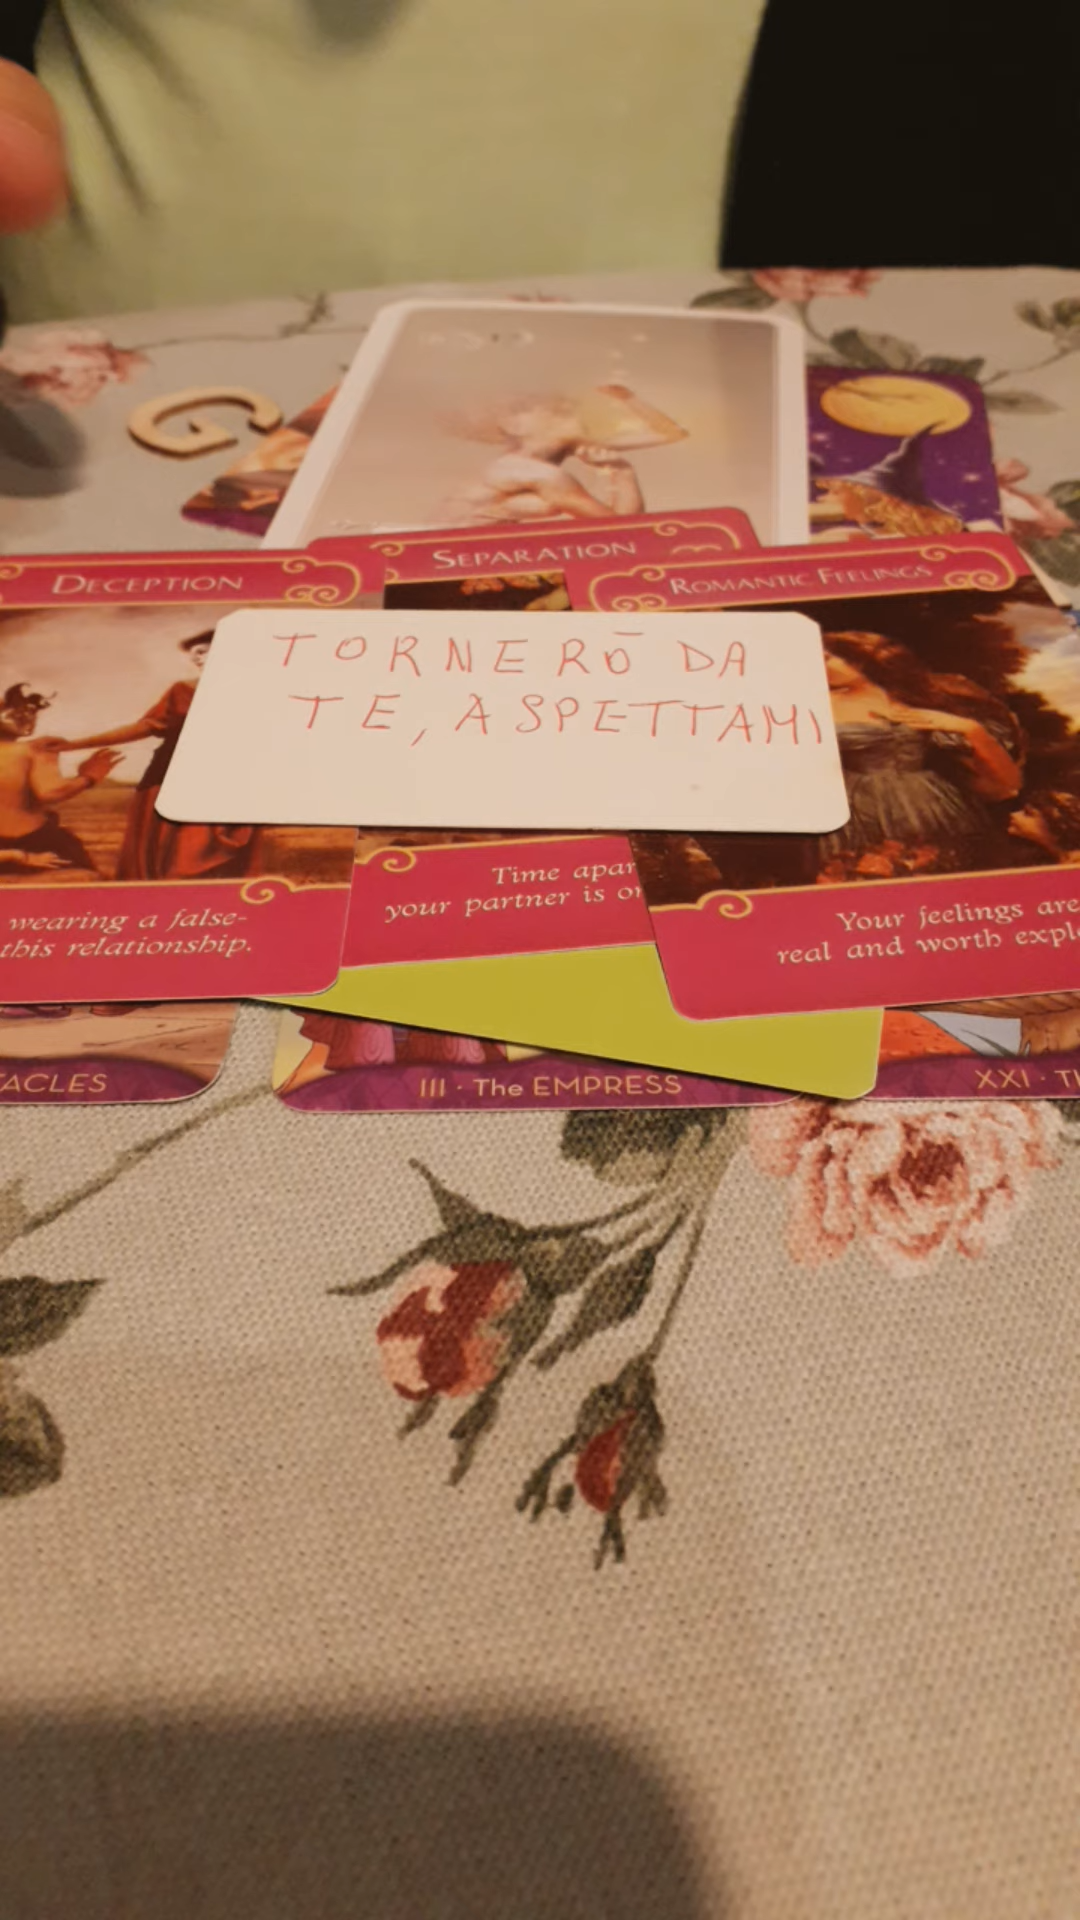 G
DECEPTION
SEPARATION
ROMANTIC FEELINGS
TORNERŌ DA
TE, ASPETTAMI
wearing a false-
this relationship.
Time apar
your partner is
Your feelings are
real and worth expl
ACLES
III · The EMPRESS
XXI ·